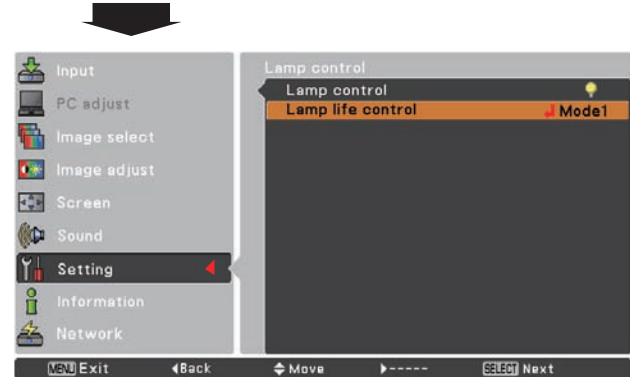 Input
PC adjust
Image select
Image adjust
Screen
Sound
Setting
Information
Network
Lamp control
Lamp control
Lamp life control Mode1
MENU Exit Back Move ----- SELECT Next